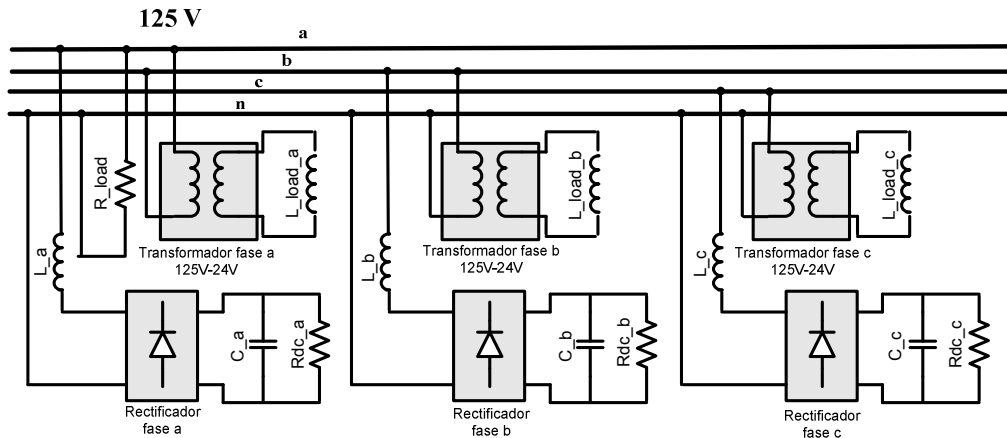 125 V
a
b
c
n
R_load
L_load_a
L_load_b
L_load_c
L_a
Transformador fase a
125V-24V
L_b
Transformador fase b
125V-24V
L_c
Transformador fase c
125V-24V
C_a
Rdc_a
C_b
Rdc_b
C_c
Rdc_c
Rectificador
fase a
Rectificador
fase b
Rectificador
fase c